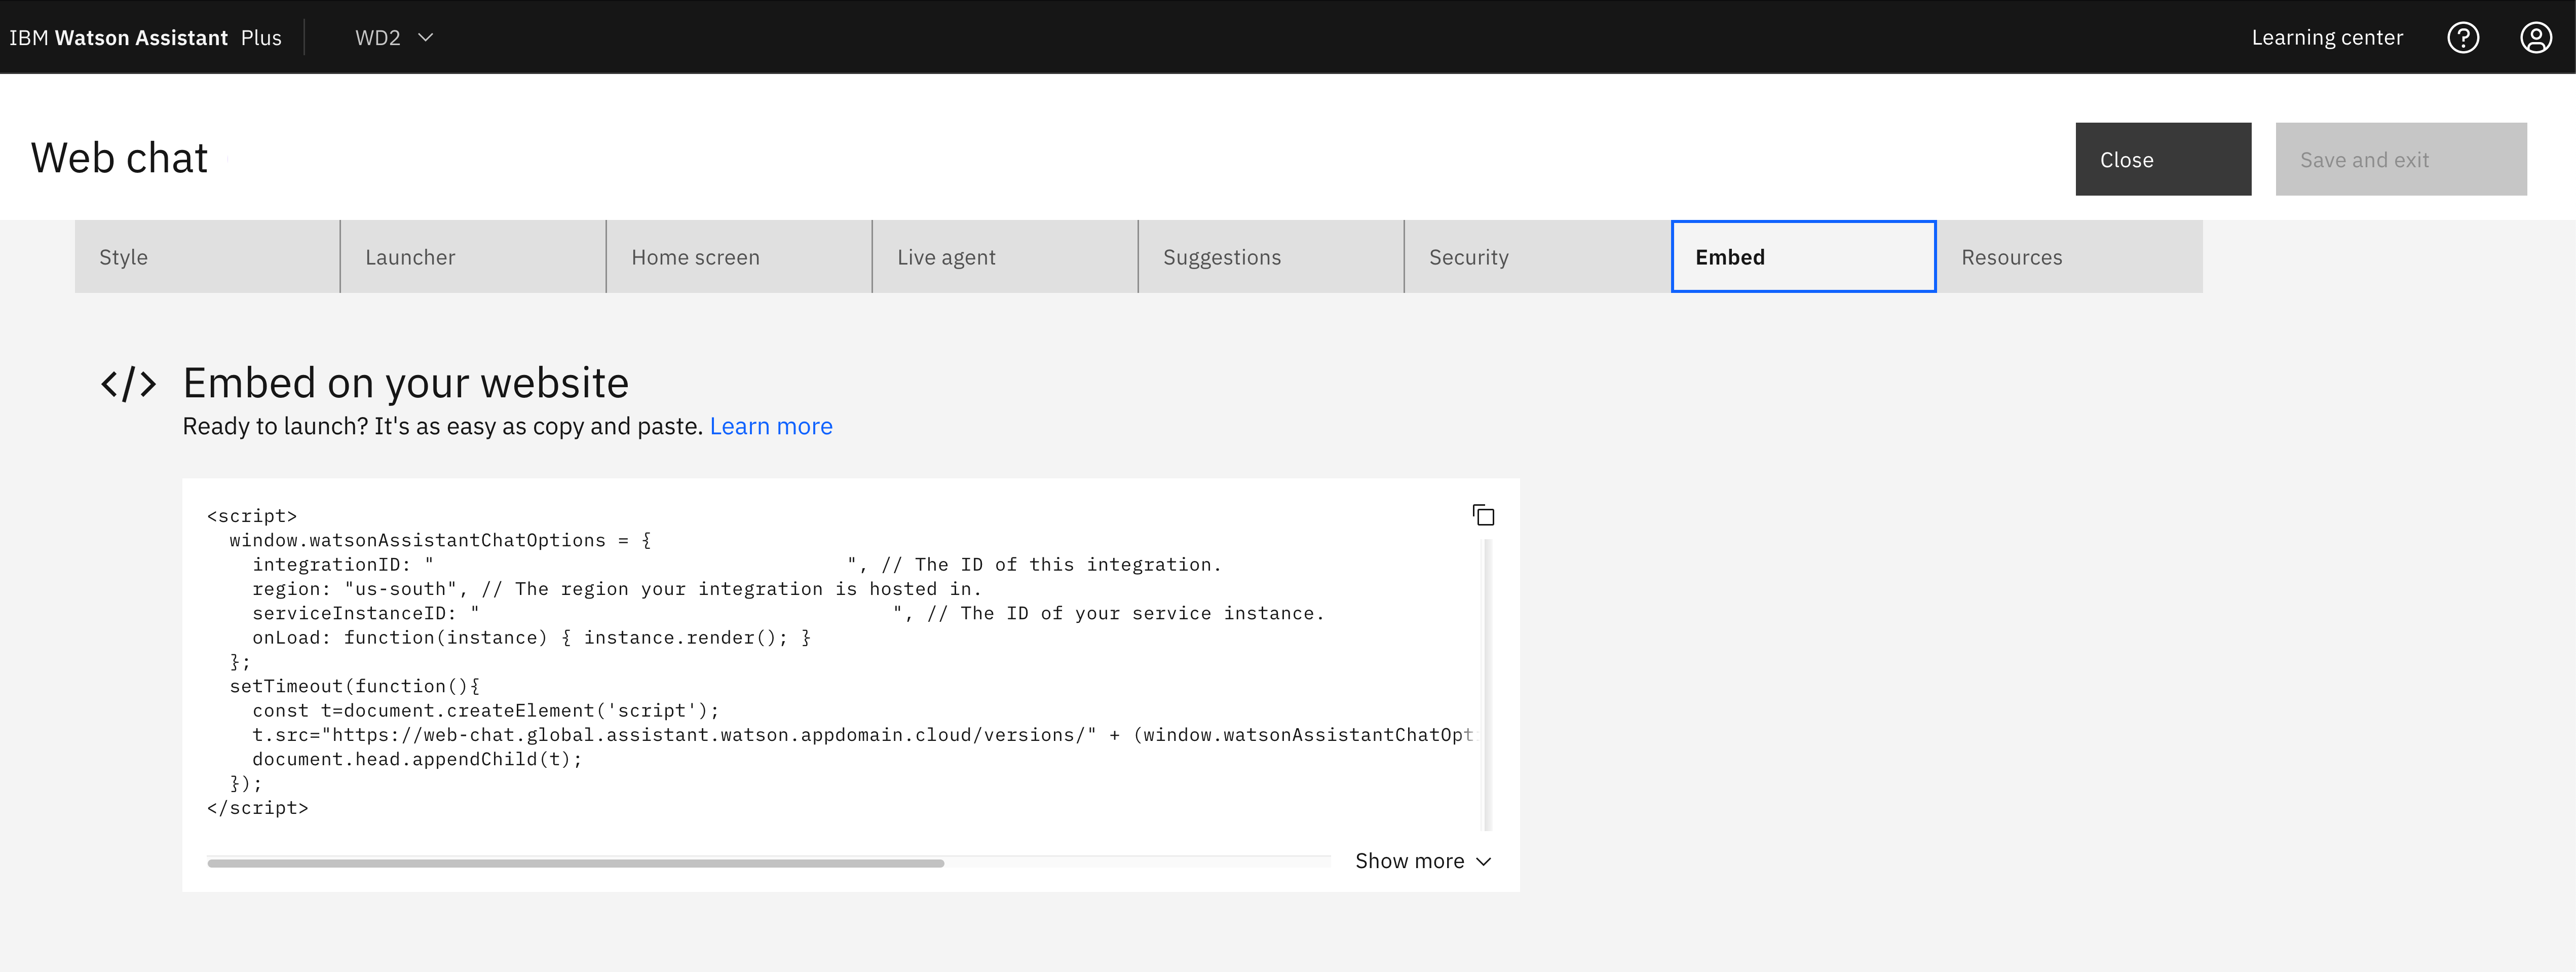 IBM Watson Assistant Plus WD2 Learning center
Web chat Close Save and exit
Style Launcher Home screen Live agent Suggestions Security Embed Resources
</> Embed on your website
Ready to launch? It's as easy as copy and paste. Learn more
<script>
  window.watsonAssistantChatOptions = {
    integrationID: "                                    ", // The ID of this integration.
    region: "us-south", // The region your integration is hosted in.
    serviceInstanceID: "                                    ", // The ID of your service instance.
    onLoad: function(instance) { instance.render(); }
  };
  setTimeout(function(){
    const t=document.createElement('script');
    t.src="https://web-chat.global.assistant.watson.appdomain.cloud/versions/" + (window.watsonAssistantChatOpt
    document.head.appendChild(t);
  });
</script>
Show more